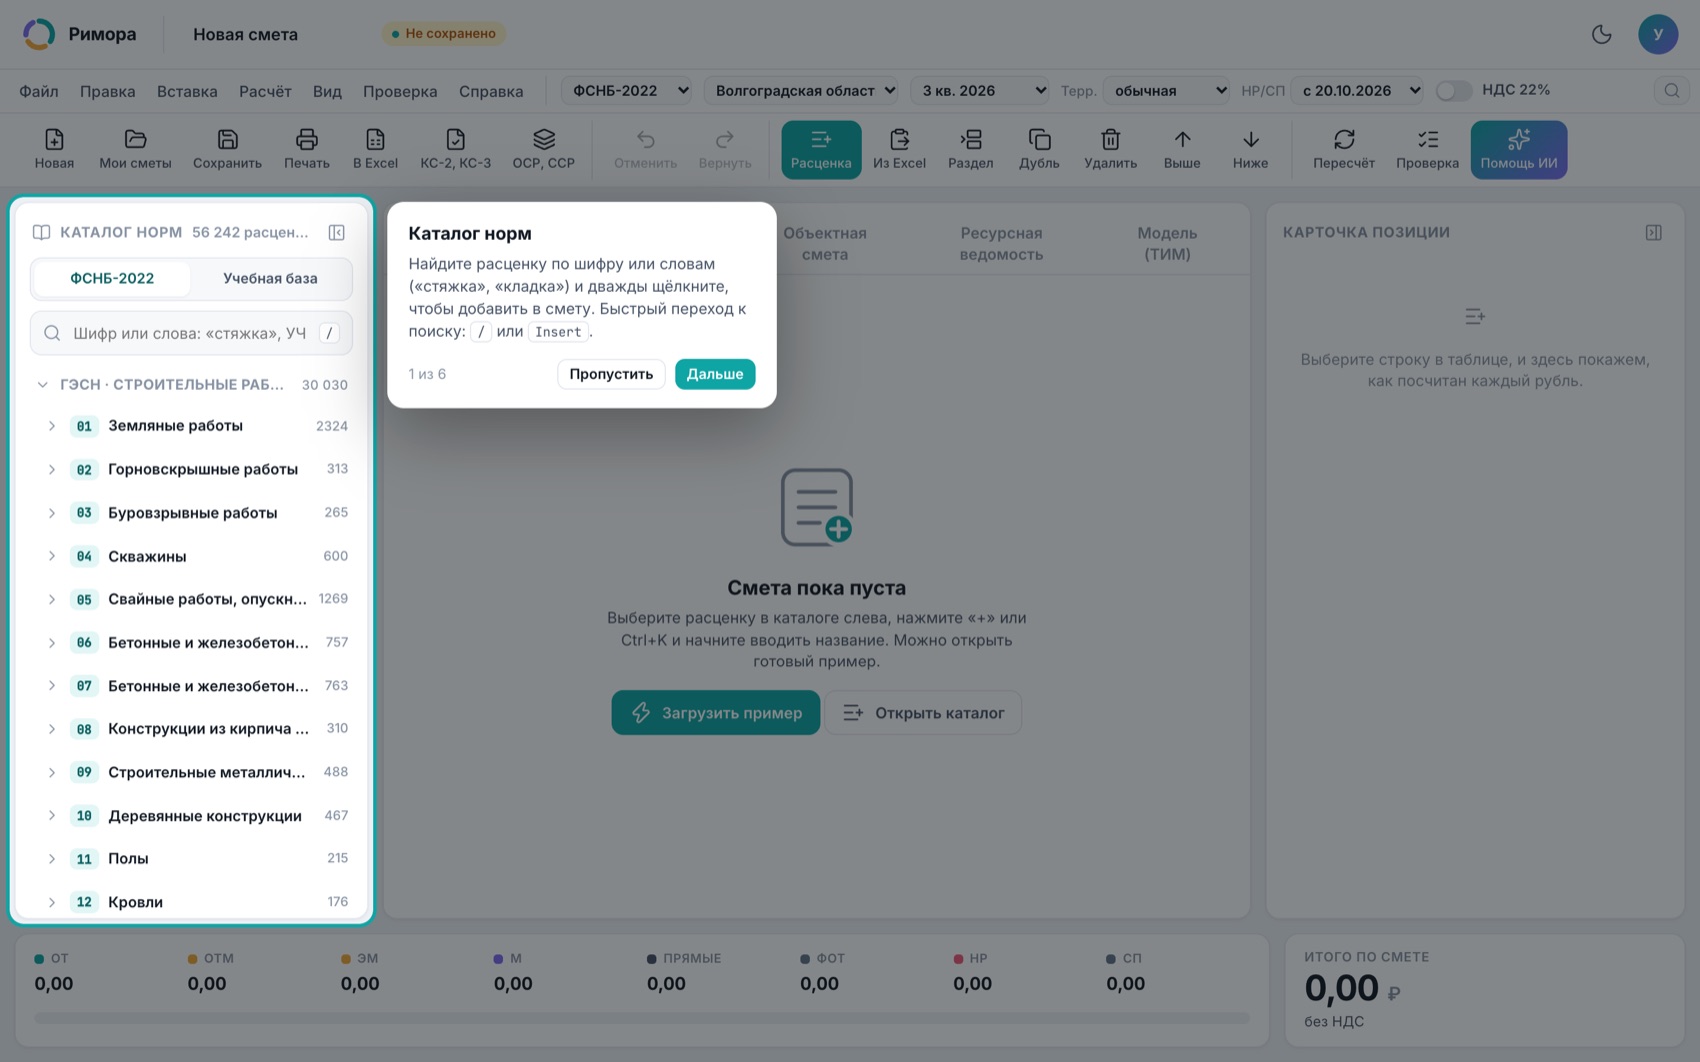 Римора
Новая смета
Не сохранено
У
Файл
Правка
Вставка
Расчёт
Вид
Проверка
Справка
ФСНБ-2022
Волгоградская област
3 кв. 2026
Терр.
обычная
НР/СП
с 20.10.2026
НДС 22%
Новая
Мои сметы
Сохранить
Печать
В Excel
КС-2, КС-3
ОСР, ССР
Отменить
Вернуть
Расценка
Из Excel
Раздел
Дубль
Удалить
Выше
Ниже
Пересчёт
Проверка
Помощь ИИ
КАТАЛОГ НОРМ 56 242 расцен...
ФСНБ-2022
Учебная база
Шифр или слова: «стяжка», УЧ /
ГЭСН · СТРОИТЕЛЬНЫЕ РАБ... 30 030
01 Земляные работы 2324
02 Горновскрышные работы 313
03 Буровзрывные работы 265
04 Скважины 600
05 Свайные работы, опускн... 1269
06 Бетонные и железобетон... 757
07 Бетонные и железобетон... 763
08 Конструкции из кирпича ... 310
09 Строительные металлич... 488
10 Деревянные конструкции 467
11 Полы 215
12 Кровли 176
Каталог норм
Найдите расценку по шифру или словам
(«стяжка», «кладка») и дважды щёлкните,
чтобы добавить в смету. Быстрый переход к
поиску: / или Insert.
1 из 6
Пропустить
Дальше
Объектная
смета
Ресурсная
ведомость
Модель
(ТИМ)
Смета пока пуста
Выберите расценку в каталоге слева, нажмите «+» или
Ctrl+K и начните вводить название. Можно открыть
готовый пример.
Загрузить пример
Открыть каталог
КАРТОЧКА ПОЗИЦИИ
Выберите строку в таблице, и здесь покажем,
как посчитан каждый рубль.
ОТ
0,00
ОТМ
0,00
ЭМ
0,00
М
0,00
ПРЯМЫЕ
0,00
ФОТ
0,00
НР
0,00
СП
0,00
ИТОГО ПО СМЕТЕ
0,00 ₽
без НДС